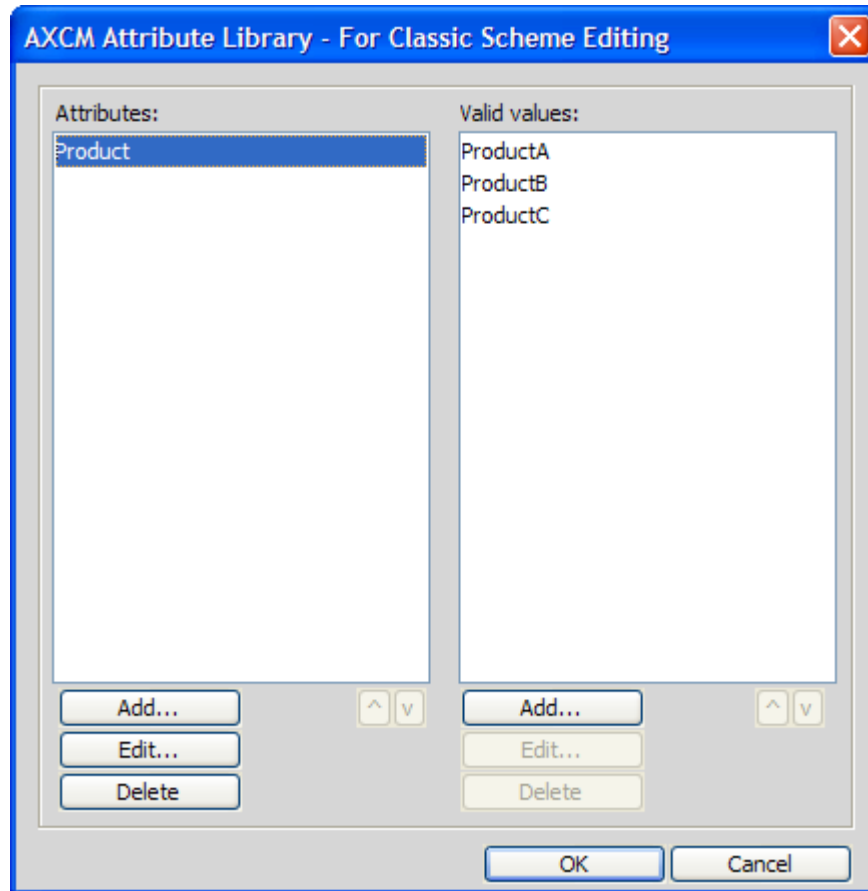 AXCM Attribute Library - For Classic Scheme Editing
Attributes:
Product
Valid values:
ProductA
ProductB
ProductC
Add...
^ v
Edit...
Delete
Add...
^ v
Edit...
Delete
OK
Cancel